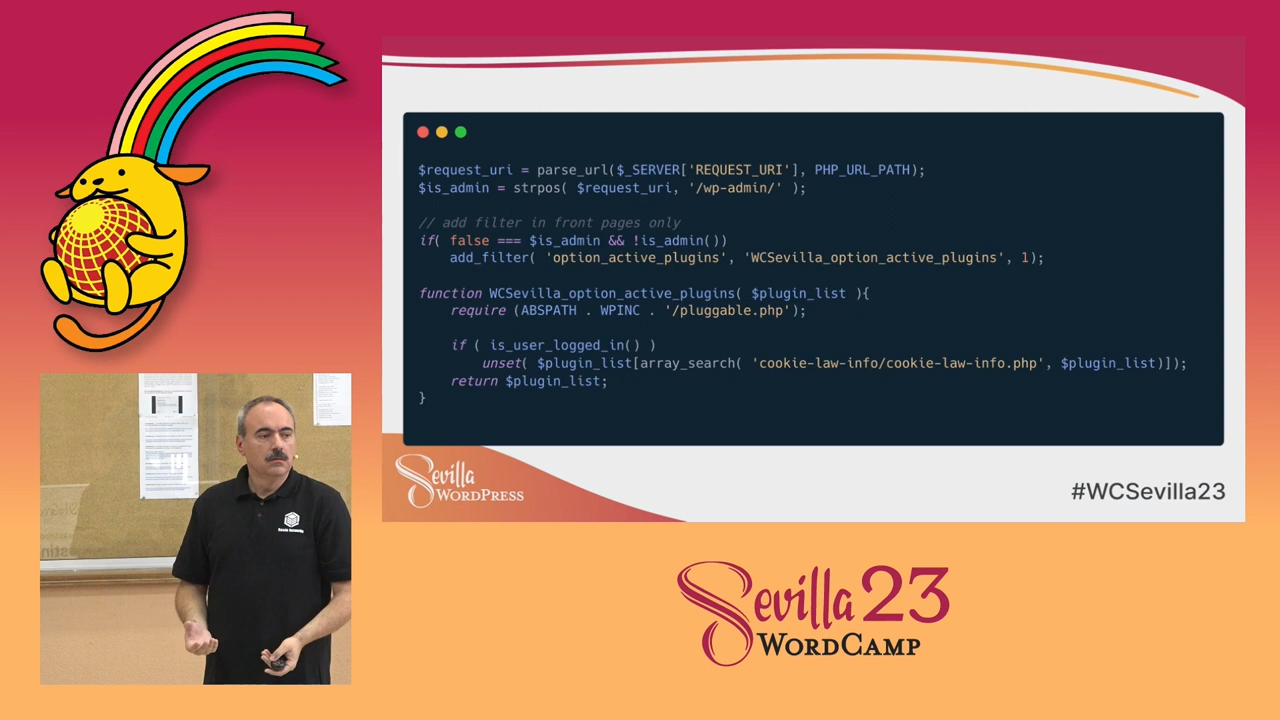 $request_uri = parse_url($_SERVER['REQUEST_URI'], PHP_URL_PATH);
$is_admin = strpos( $request_uri, '/wp-admin/' );
// add filter in front pages only
if( false === $is_admin && !is_admin())
add_filter( 'option_active_plugins', 'WCSevilla_option_active_plugins', 1);
function WCSevilla_option_active_plugins( $plugin_list ){
require (ABSPATH . WPINC . '/pluggable.php');
if ( is_user_logged_in() )
unset( $plugin_list[array_search( 'cookie-law-info/cookie-law-info.php', $plugin_list)]);
return $plugin_list;
}
Sevilla
WORDPRESS
#WCSevilla23
Sevilla 23
WORDCAMP